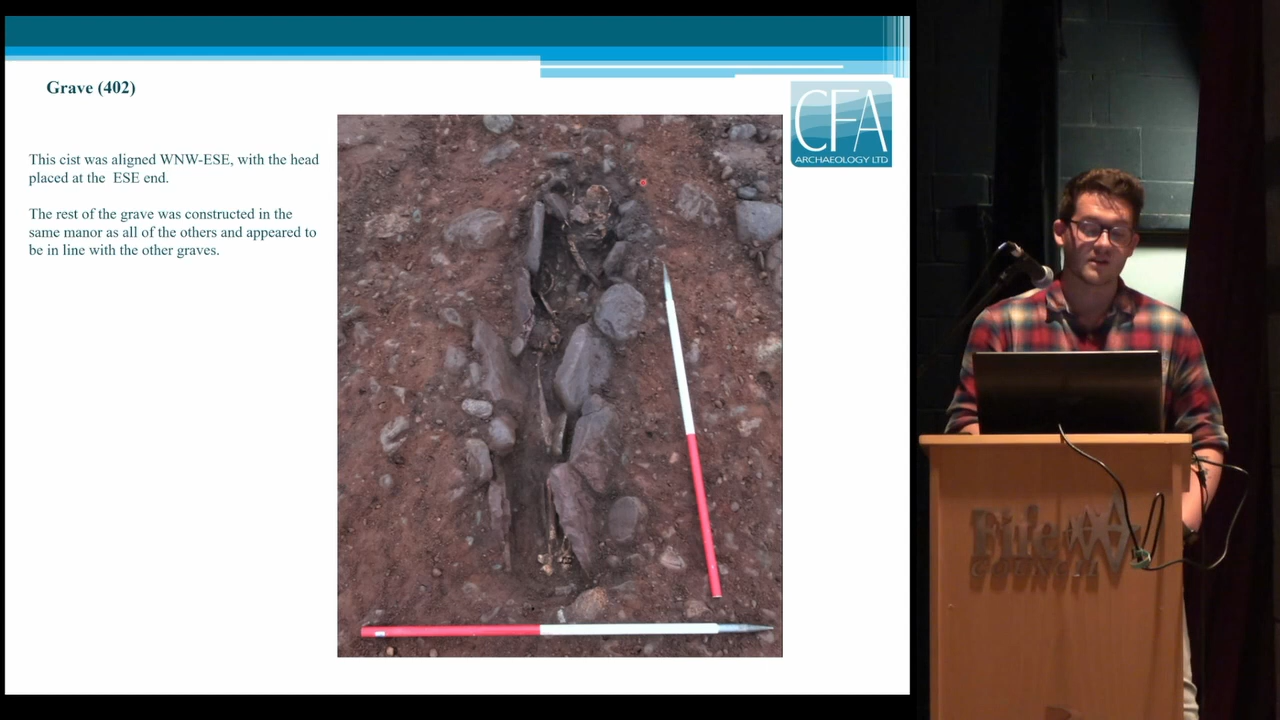 Grave (402)
This cist was aligned WNW-ESE, with the head
placed at the ESE end.
The rest of the grave was constructed in the
same manor as all of the others and appeared to
be in line with the other graves.
CFA
ARCHAEOLOGY LTD
Fife
COUNCIL